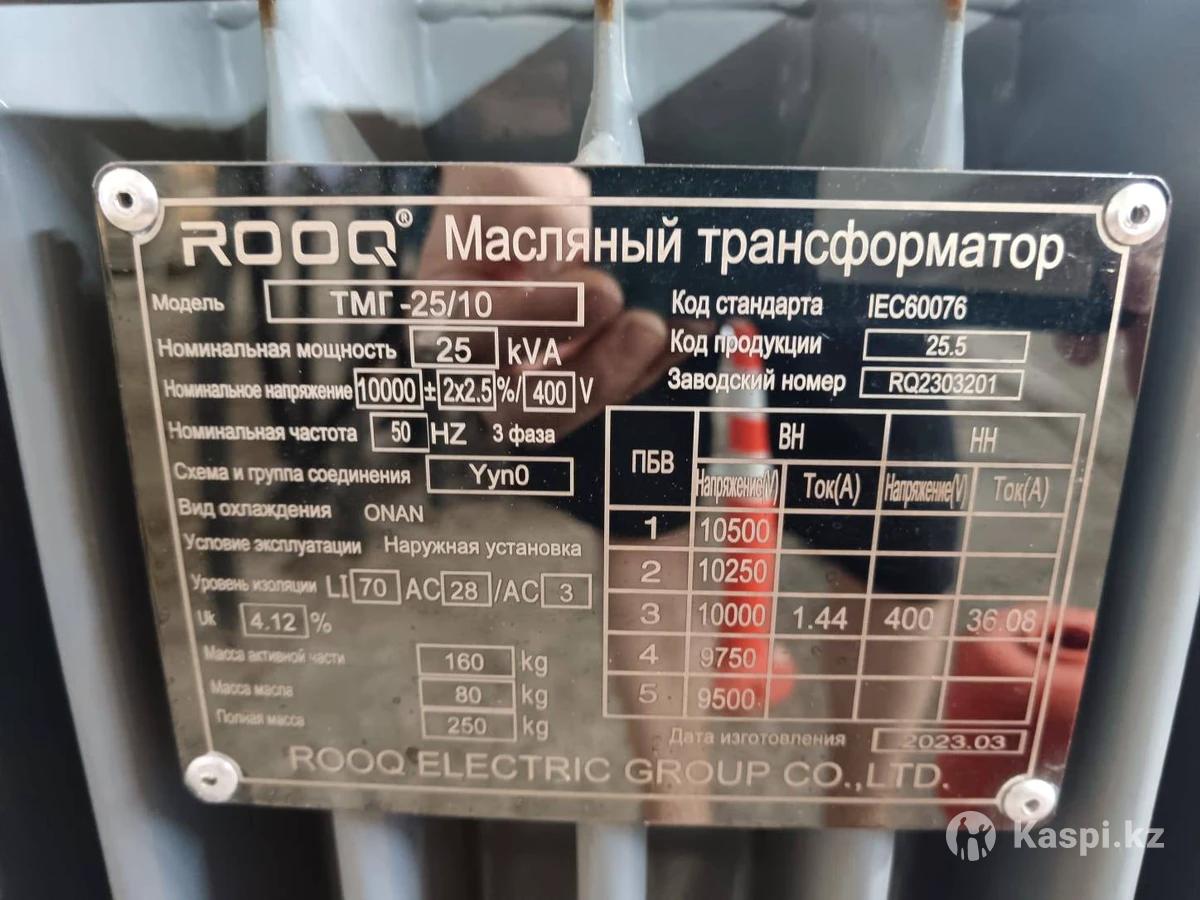 ROOQ® Масляный трансформатор
Модель ТМГ-25/10
Номинальная мощность 25 kVA
Номинальное напряжение 10000 ± 2x2.5 %/ 400 V
Номинальная частота 50 HZ 3 фаза
Схема и группа соединения Yyn0
Вид охлаждения ONAN
Условие эксплуатации Наружная установка
Уровень изоляции LI 70 AC 28 /AC 3
Uk 4.12 %
Масса активной части 160 kg
Масса масла 80 kg
Полная масса 250 kg
Код стандарта IEC60076
Код продукции 25.5
Заводский номер RQ2303201
ПБВ ВН НН
Напряжение(V) Ток(А) Напряжение(V) Ток(А)
1 10500
2 10250
3 10000 1.44 400 36.08
4 9750
5 9500
Дата изготовления 2023.03
ROOQ ELECTRIC GROUP CO.,LTD.
Kaspi.kz